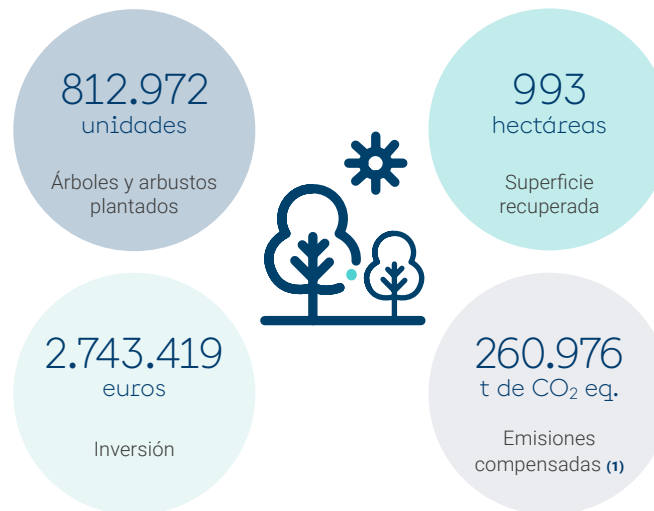 812.972
unidades
Árboles y arbustos
plantados
993
hectáreas
Superficie
recuperada
2.743.419
euros
Inversión
260.976
t de CO₂ eq.
Emisiones
compensadas (1)